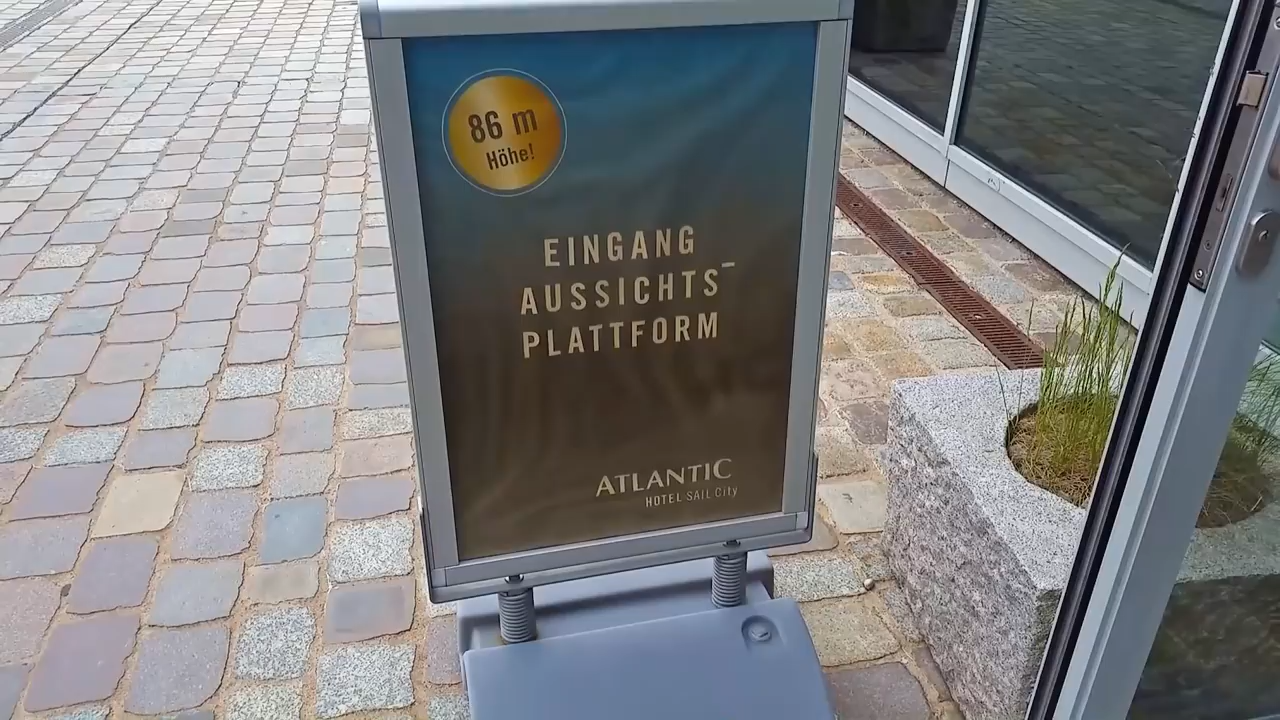 86 m
Höhe!
EINGANG
AUSSICHTS-
PLATTFORM
ATLANTIC
HOTEL SAIL City